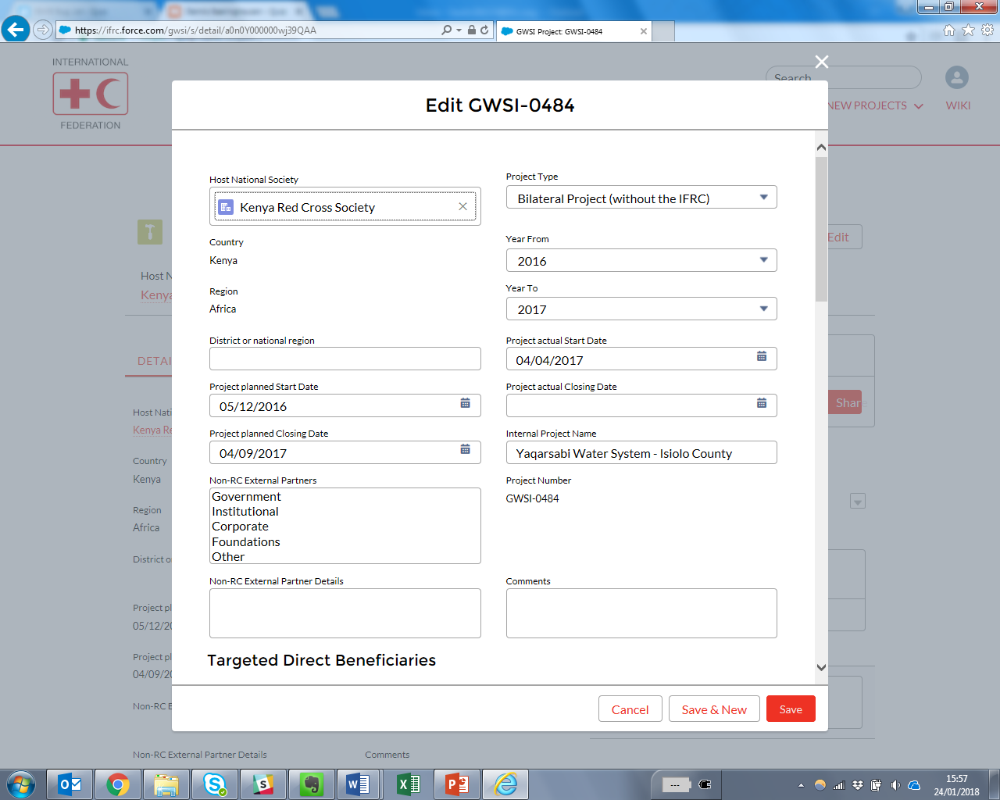 https://ifrc.force.com/gwsi/s/detail/a0n0Y000000wj39QAA
GWSI Project: GWSI-0484
INTERNATIONAL
FEDERATION
Search
NEW PROJECTS
WIKI
Edit GWSI-0484
Host National Society
Kenya Red Cross Society
Project Type
Bilateral Project (without the IFRC)
Country
Kenya
Year From
2016
Region
Africa
Year To
2017
District or national region
Project actual Start Date
04/04/2017
Project planned Start Date
05/12/2016
Project actual Closing Date
Project planned Closing Date
04/09/2017
Internal Project Name
Yaqarsabi Water System - Isiolo County
Non-RC External Partners
Government
Institutional
Corporate
Foundations
Other
Project Number
GWSI-0484
Non-RC External Partner Details
Comments
Targeted Direct Beneficiaries
Cancel
Save & New
Save
Edit
Host N
Kenya
DETAI
Host Nati
Kenya Re
Country
Kenya
Region
Africa
District o
Project pl
05/12/20
Project pl
04/09/20
Non-RC E
Non-RC External Partner Details
Comments
Share
15:57
24/01/2018